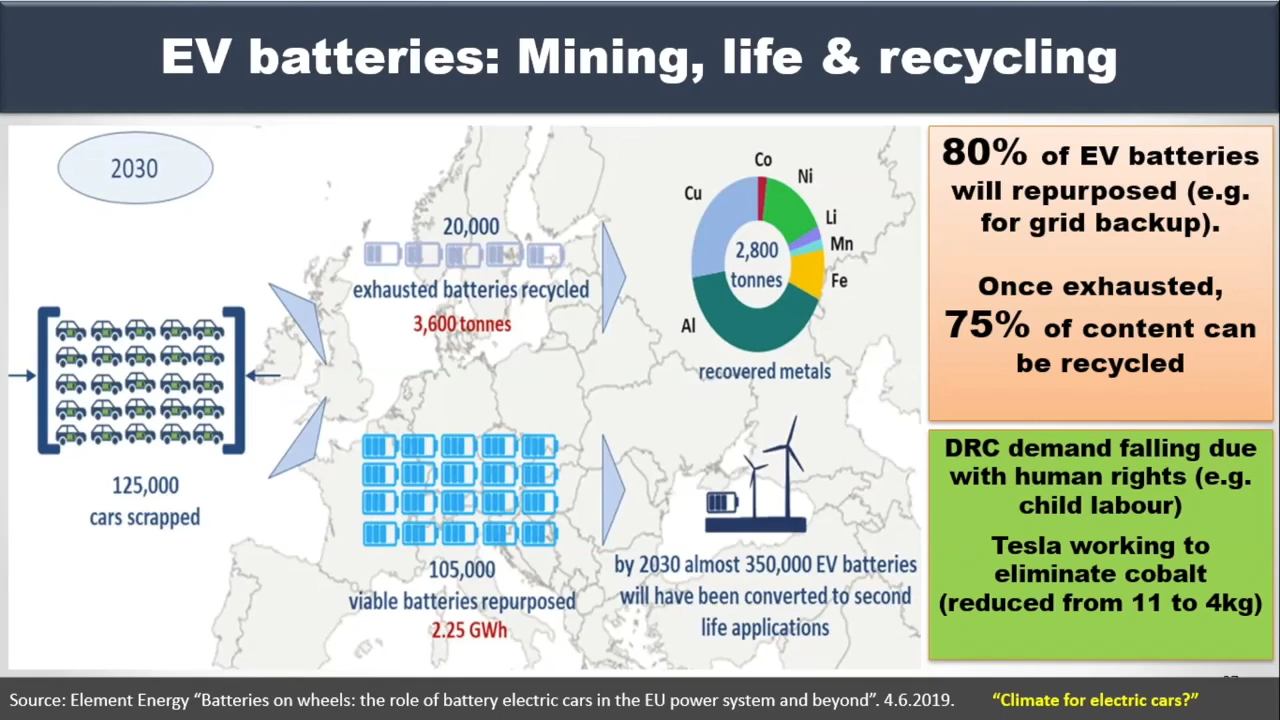 EV batteries: Mining, life & recycling
2030
125,000
cars scrapped
20,000
exhausted batteries recycled
3,600 tonnes
105,000
viable batteries repurposed
2.25 GWh
Co
Ni
Li
Mn
Fe
Al
Cu
2,800
tonnes
recovered metals
by 2030 almost 350,000 EV batteries
will have been converted to second
life applications
80% of EV batteries
will repurposed (e.g.
for grid backup).
Once exhausted,
75% of content can
be recycled
DRC demand falling due
with human rights (e.g.
child labour)
Tesla working to
eliminate cobalt
(reduced from 11 to 4kg)
Source: Element Energy “Batteries on wheels: the role of battery electric cars in the EU power system and beyond”. 4.6.2019. “Climate for electric cars?”